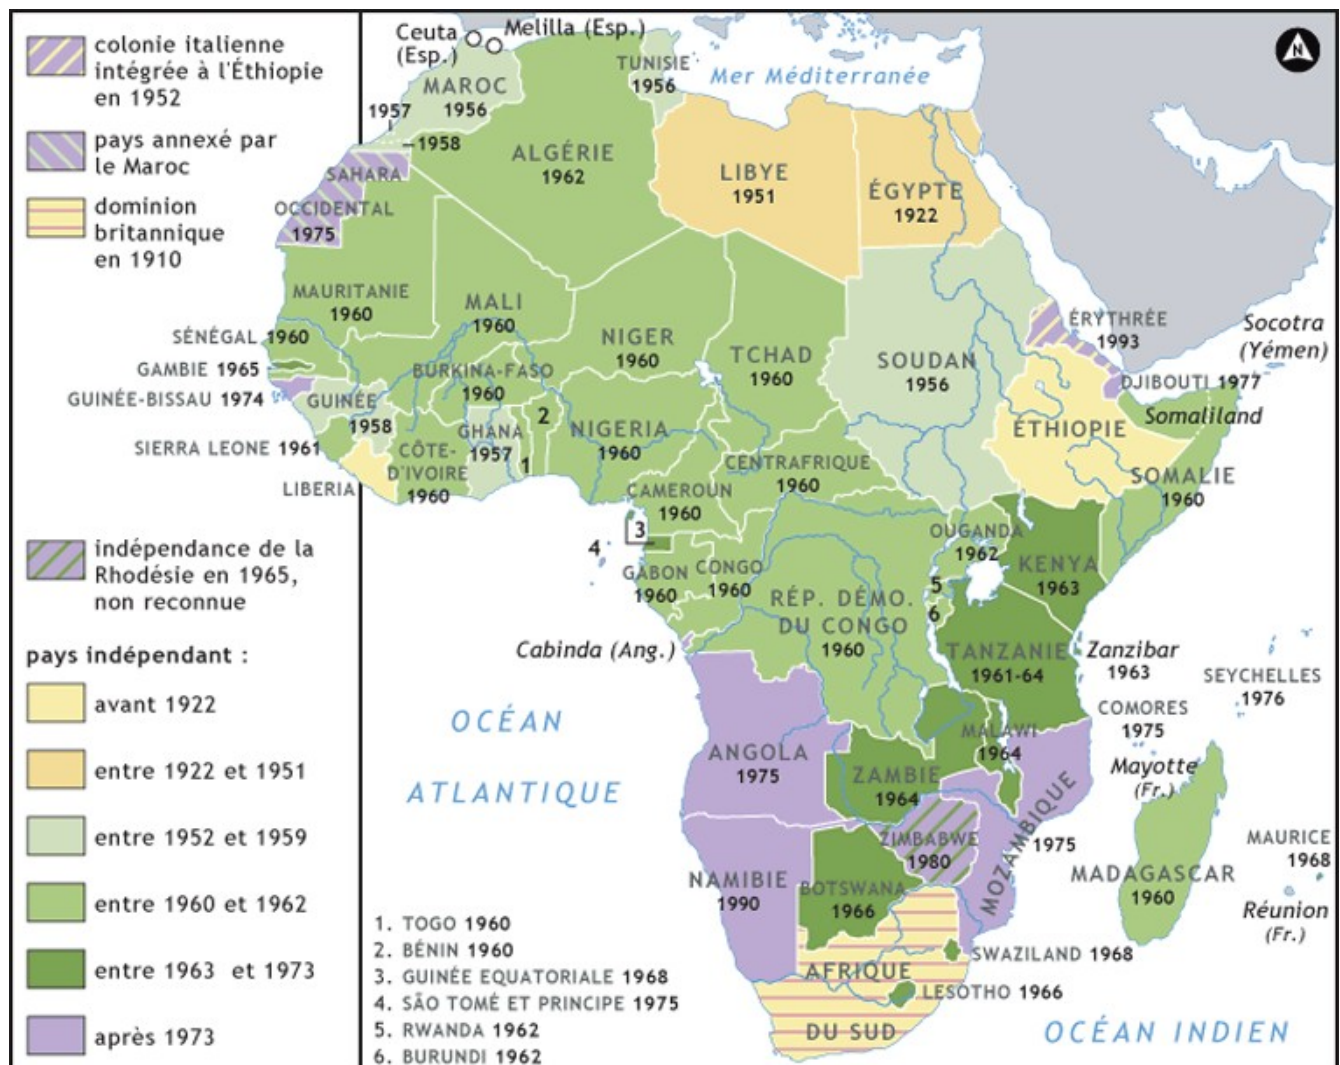 colonie italienne
intégrée à l'Éthiopie
en 1952
pays annexé par
le Maroc
dominion
britannique
en 1910
indépendance de la
Rhodésie en 1965,
non reconnue
pays indépendant :
avant 1922
entre 1922 et 1951
entre 1952 et 1959
entre 1960 et 1962
entre 1963 et 1973
après 1973
Ceuta
(Esp.)
Melilla (Esp.)
N
Mer Méditerranée
TUNISIE
1956
MAROC
1956
1957
1958
ALGÉRIE
1962
LIBYE
1951
ÉGYPTE
1922
SAHARA
OCCIDENTAL
1975
MAURITANIE
1960
MALI
1960
NIGER
1960
TCHAD
1960
SOUDAN
1956
ÉRYTHRÉE
1993
Socotra
(Yémen)
SÉNÉGAL 1960
GAMBIE 1965
GUINÉE-BISSAU 1974
GUINÉE
1958
BURKINA-FASO
1960
DJIBOUTI 1977
Somaliland
ÉTHIOPIE
SOMALIE
1960
SIERRA LEONE 1961
LIBERIA
CÔTE-
D'IVOIRE
1960
GHANA
1957
1
2
NIGERIA
1960
CENTRAFRIQUE
1960
CAMEROUN
1960
3
4
GABON
1960
CONGO
1960
RÉP. DÉMO.
DU CONGO
1960
OUGANDA
1962
KENYA
1963
5
6
TANZANIE
1961-64
Zanzibar
1963
SEYCHELLES
1976
COMORES
1975
Mayotte
(Fr.)
Cabinda (Ang.)
OCÉAN
ATLANTIQUE
ANGOLA
1975
ZAMBIE
1964
MALAWI
1964
MOZAMBIQUE
1975
ZIMBABWE
1980
NAMIBIE
1990
BOTSWANA
1966
MADAGASCAR
1960
MAURICE
1968
Réunion
(Fr.)
SWAZILAND 1968
LESOTHO 1966
AFRIQUE
DU SUD
OCÉAN INDIEN
1. TOGO 1960
2. BÉNIN 1960
3. GUINÉE EQUATORIALE 1968
4. SÃO TOMÉ ET PRINCIPE 1975
5. RWANDA 1962
6. BURUNDI 1962